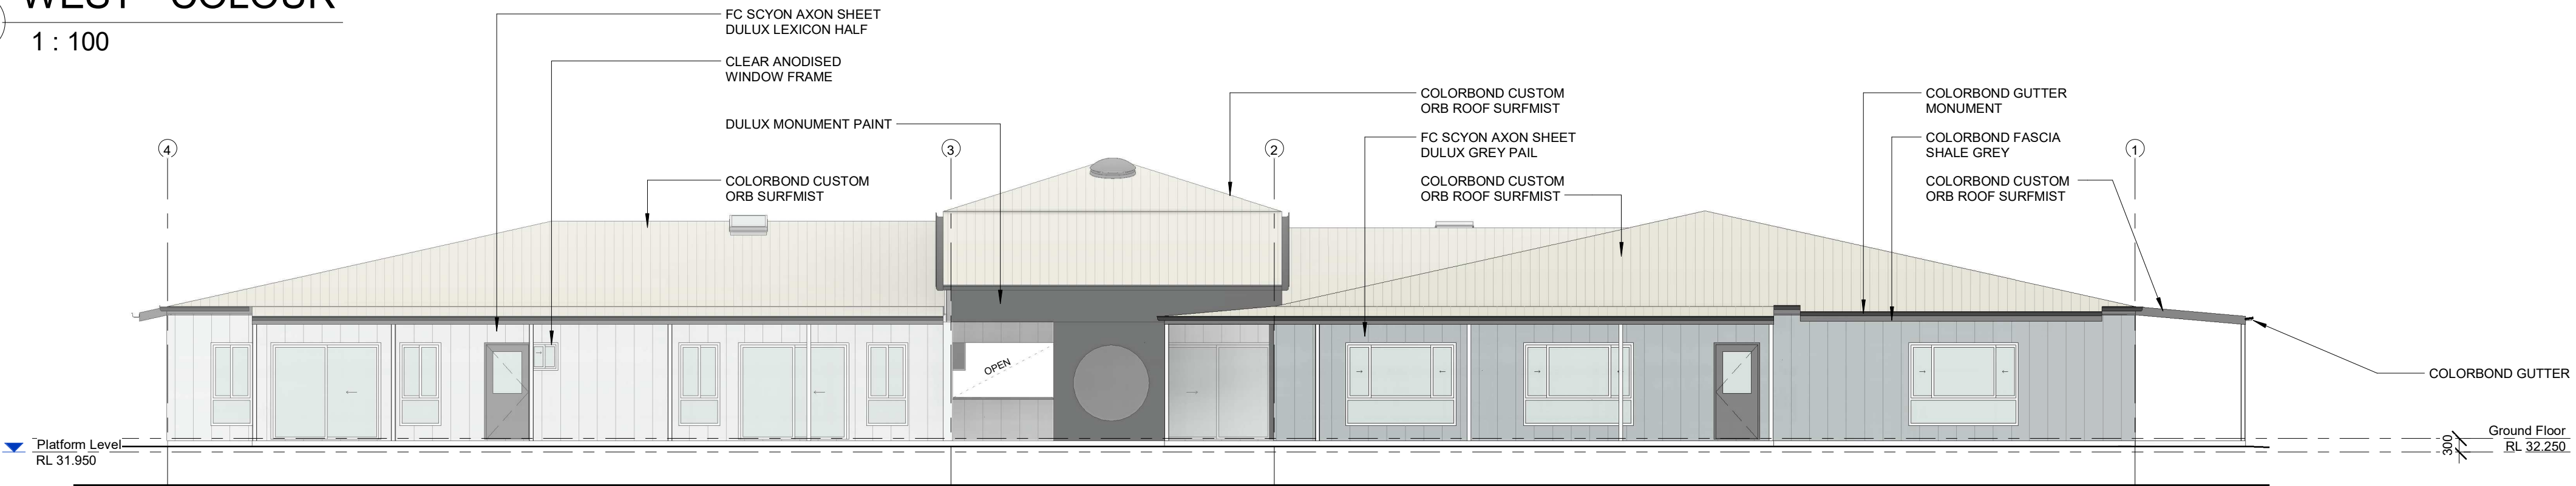 WEST - COLOUR
1 : 100
FC SCYON AXON SHEET
DULUX LEXICON HALF
CLEAR ANODISED
WINDOW FRAME
DULUX MONUMENT PAINT
COLORBOND CUSTOM
ORB SURFMIST
COLORBOND CUSTOM
ORB ROOF SURFMIST
FC SCYON AXON SHEET
DULUX GREY PAIL
COLORBOND CUSTOM
ORB ROOF SURFMIST
COLORBOND GUTTER
MONUMENT
COLORBOND FASCIA
SHALE GREY
COLORBOND CUSTOM
ORB ROOF SURFMIST
4
3
2
1
OPEN
COLORBOND GUTTER
Platform Level
RL 31.950
300
Ground Floor
RL 32.250